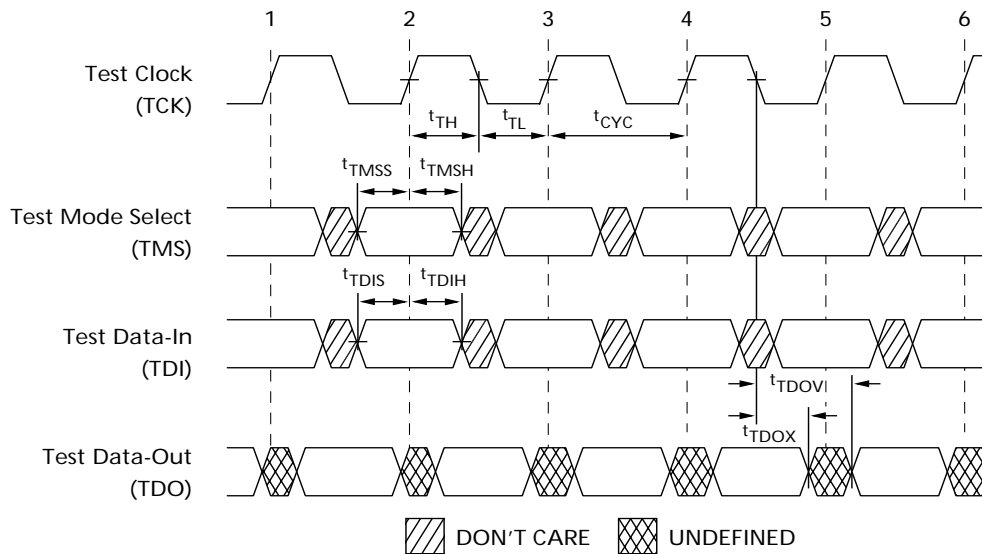 1 2 3 4 5 6
Test Clock
(TCK)
tTH tTL tCYC
tTMSS tTMSH
Test Mode Select
(TMS)
tTDIS tTDIH
Test Data-In
(TDI)
tTDOV
tTDOX
Test Data-Out
(TDO)
DON'T CARE UNDEFINED